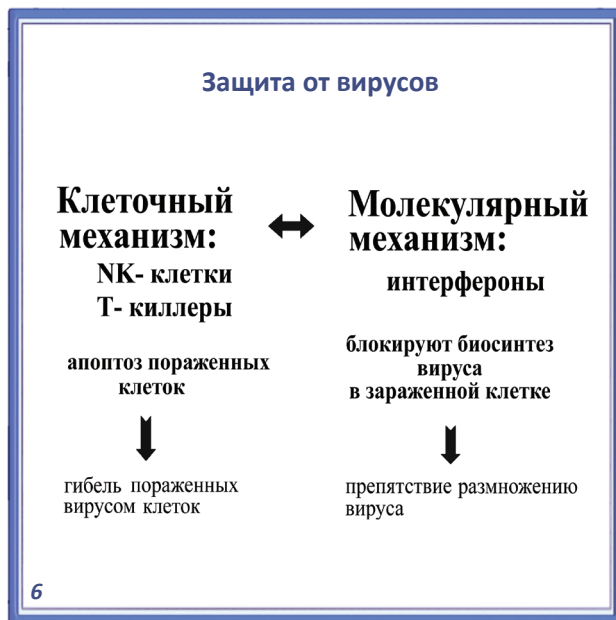 Защита от вирусов
Клеточный
механизм:
NK- клетки
Т- киллеры
апоптоз пораженных
клеток
гибель пораженных
вирусом клеток
Молекулярный
механизм:
интерфероны
блокируют биосинтез
вируса
в зараженной клетке
препятствие размножению
вируса
6